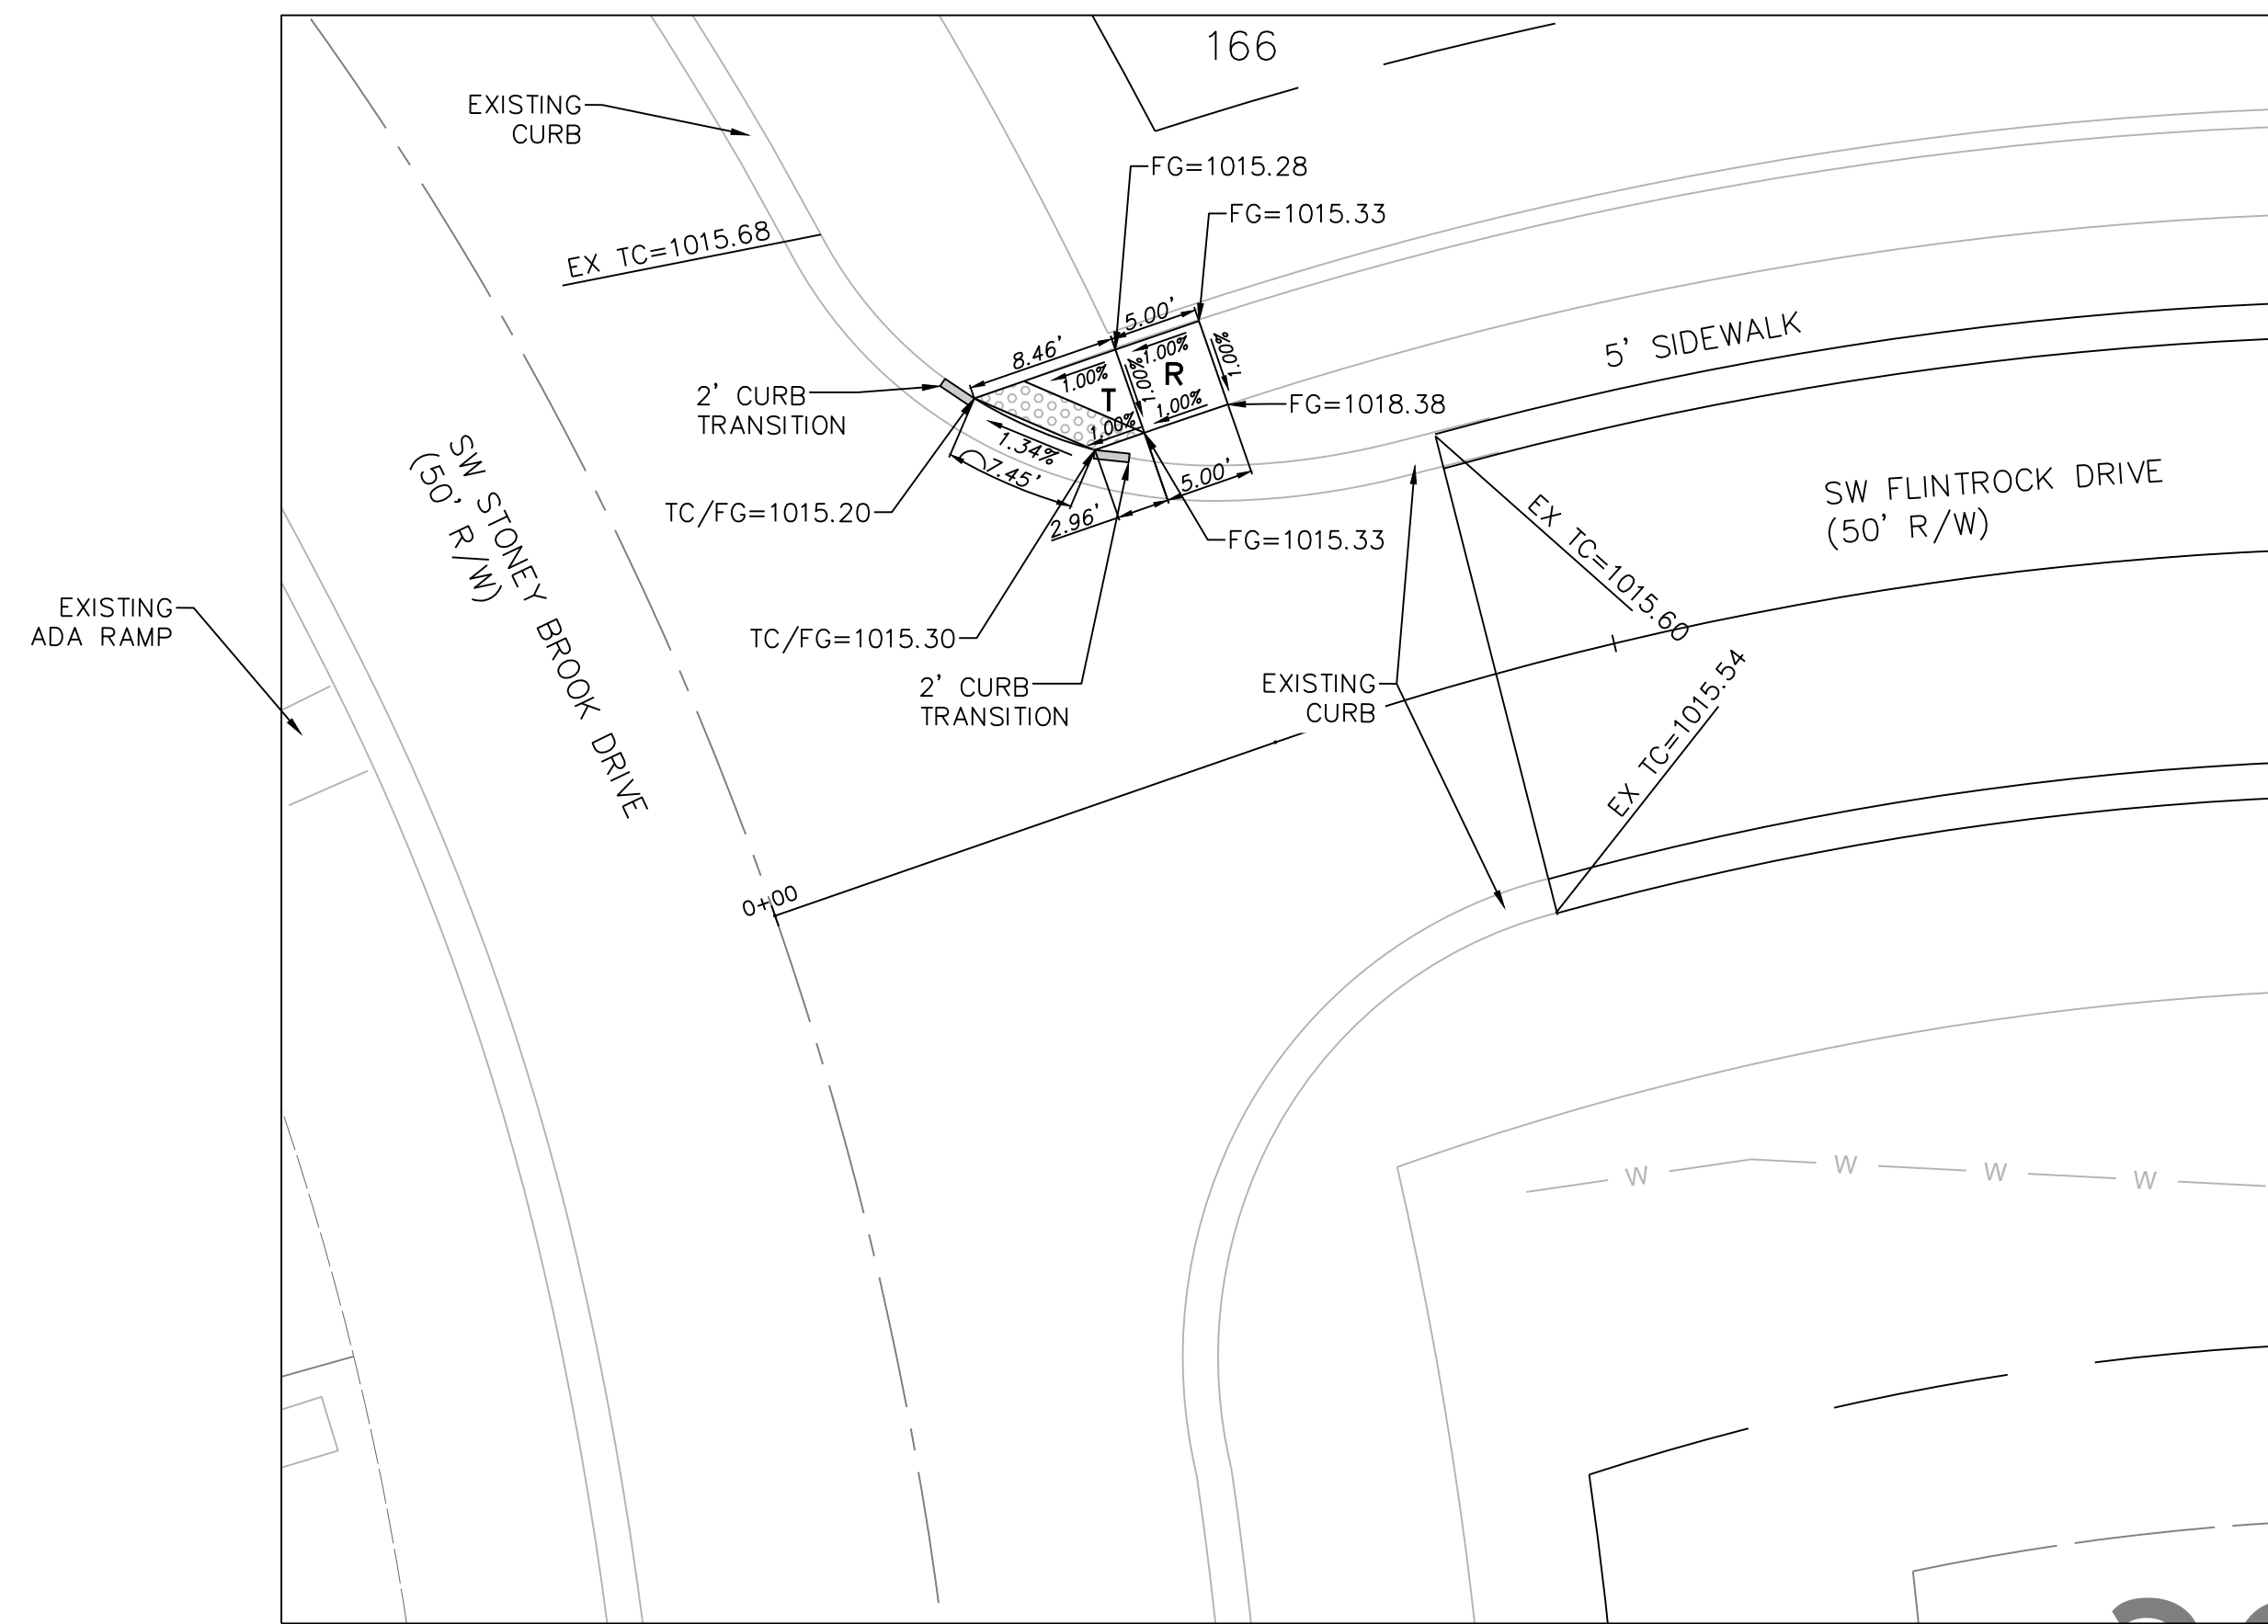 166
EXISTING
CURB
FG=1015.28
FG=1015.33
EX TC=1015.68
5.00'
8.46'
1.00%
1.00%
1.00%
1.00%
R
T
1.00%
1.00%
5' SIDEWALK
2' CURB
TRANSITION
FG=1018.38
1.34%
7.45'
5.00'
2.96'
SW STONEY BROOK DRIVE
(50' R/W)
SW FLINTROCK DRIVE
(50' R/W)
TC/FG=1015.20
FG=1015.33
EX TC=1015.60
EXISTING
ADA RAMP
TC/FG=1015.30
2' CURB
TRANSITION
EXISTING
CURB
EX TC=1015.54
0+00
W W W W